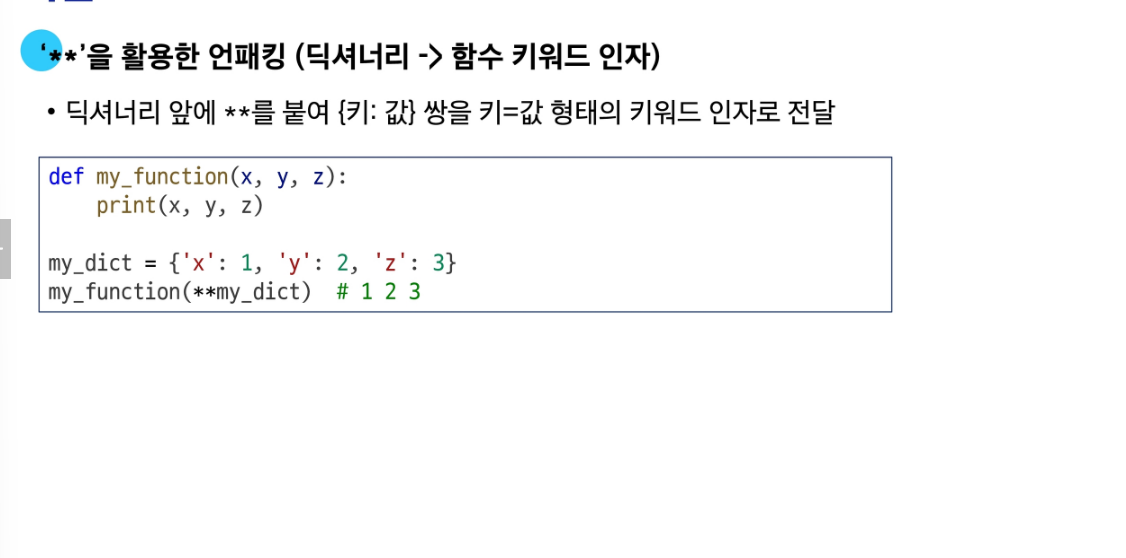 ‘**’을 활용한 언패킹 (딕셔너리 -> 함수 키워드 인자)
• 딕셔너리 앞에 **를 붙여 {키: 값} 쌍을 키=값 형태의 키워드 인자로 전달
def my_function(x, y, z):
    print(x, y, z)

my_dict = {'x': 1, 'y': 2, 'z': 3}
my_function(**my_dict)  # 1 2 3